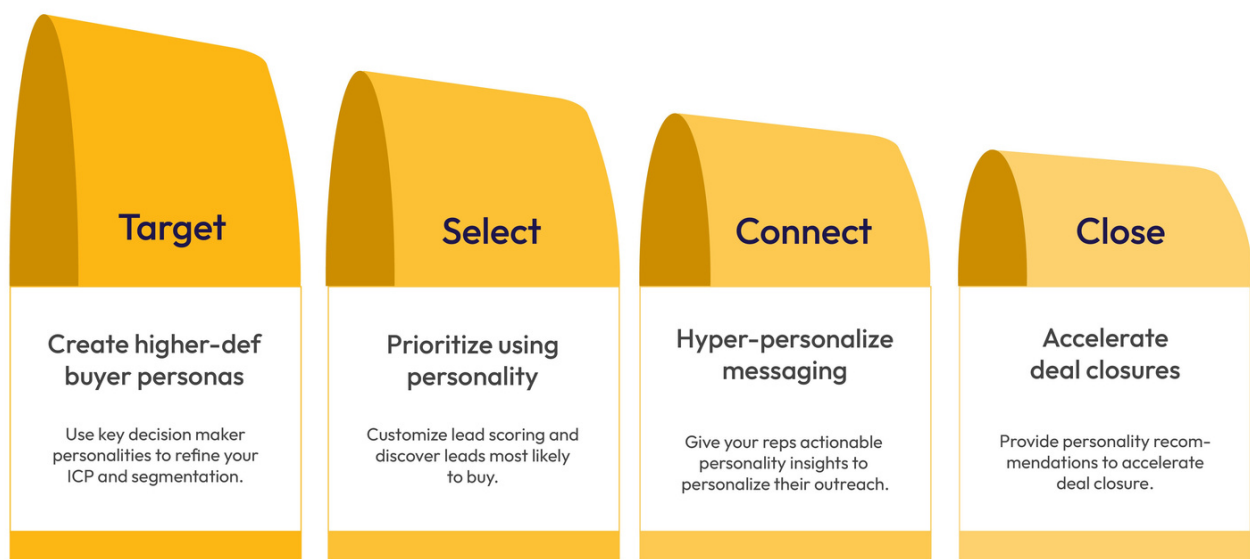 Target
Create higher-def
buyer personas
Use key decision maker
personalities to refine your
ICP and segmentation.
Select
Prioritize using
personality
Customize lead scoring and
discover leads most likely
to buy.
Connect
Hyper-personalize
messaging
Give your reps actionable
personality insights to
personalize their outreach.
Close
Accelerate
deal closures
Provide personality recom-
mendations to accelerate
deal closure.